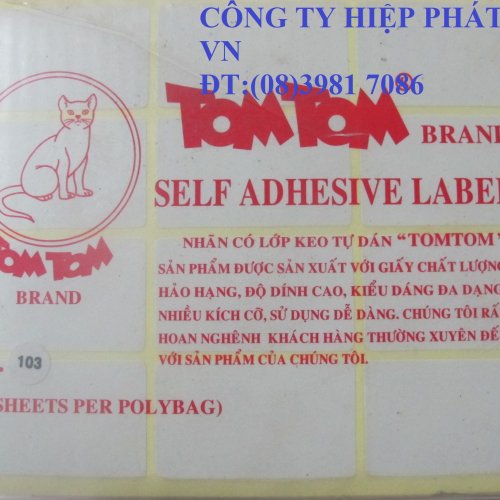 CÔNG TY HIỆP PHÁT
VN
ĐT:(08)3981 7086
TOM TOM® BRAND
SELF ADHESIVE LABE
TOM TOM
BRAND
NHÃN CÓ LỚP KEO TỰ DÁN “TOMTOM
SẢN PHẨM ĐƯỢC SẢN XUẤT VỚI GIẤY CHẤT LƯỢNG
HẢO HẠNG, ĐỘ DÍNH CAO, KIỂU DÁNG ĐA DẠNG
NHIỀU KÍCH CỠ, SỬ DỤNG DỄ DÀNG. CHÚNG TÔI RẤ
HOAN NGHÊNH KHÁCH HÀNG THƯỜNG XUYÊN ĐẾ
VỚI SẢN PHẨM CỦA CHÚNG TÔI.
103
SHEETS PER POLYBAG)